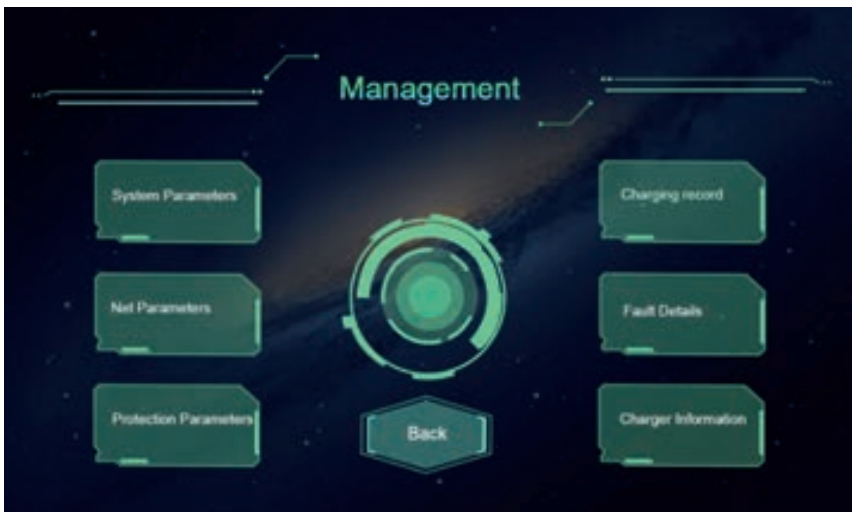 Management
System Parameters
Charging record
Net Parameters
Fault Details
Protection Parameters
Back
Charger Information